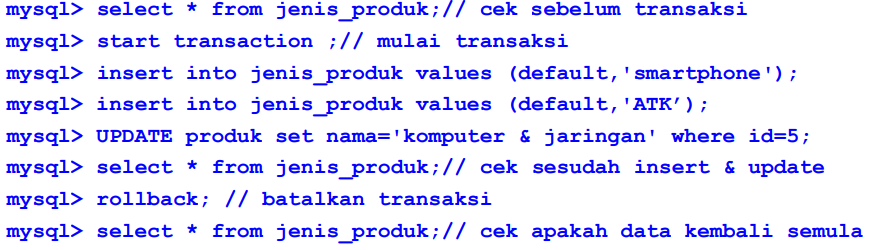 mysql> select * from jenis_produk;// cek sebelum transaksi
mysql> start transaction ;// mulai transaksi
mysql> insert into jenis_produk values (default,'smartphone');
mysql> insert into jenis_produk values (default,'ATK’);
mysql> UPDATE produk set nama='komputer & jaringan' where id=5;
mysql> select * from jenis_produk;// cek sesudah insert & update
mysql> rollback; // batalkan transaksi
mysql> select * from jenis_produk;// cek apakah data kembali semula